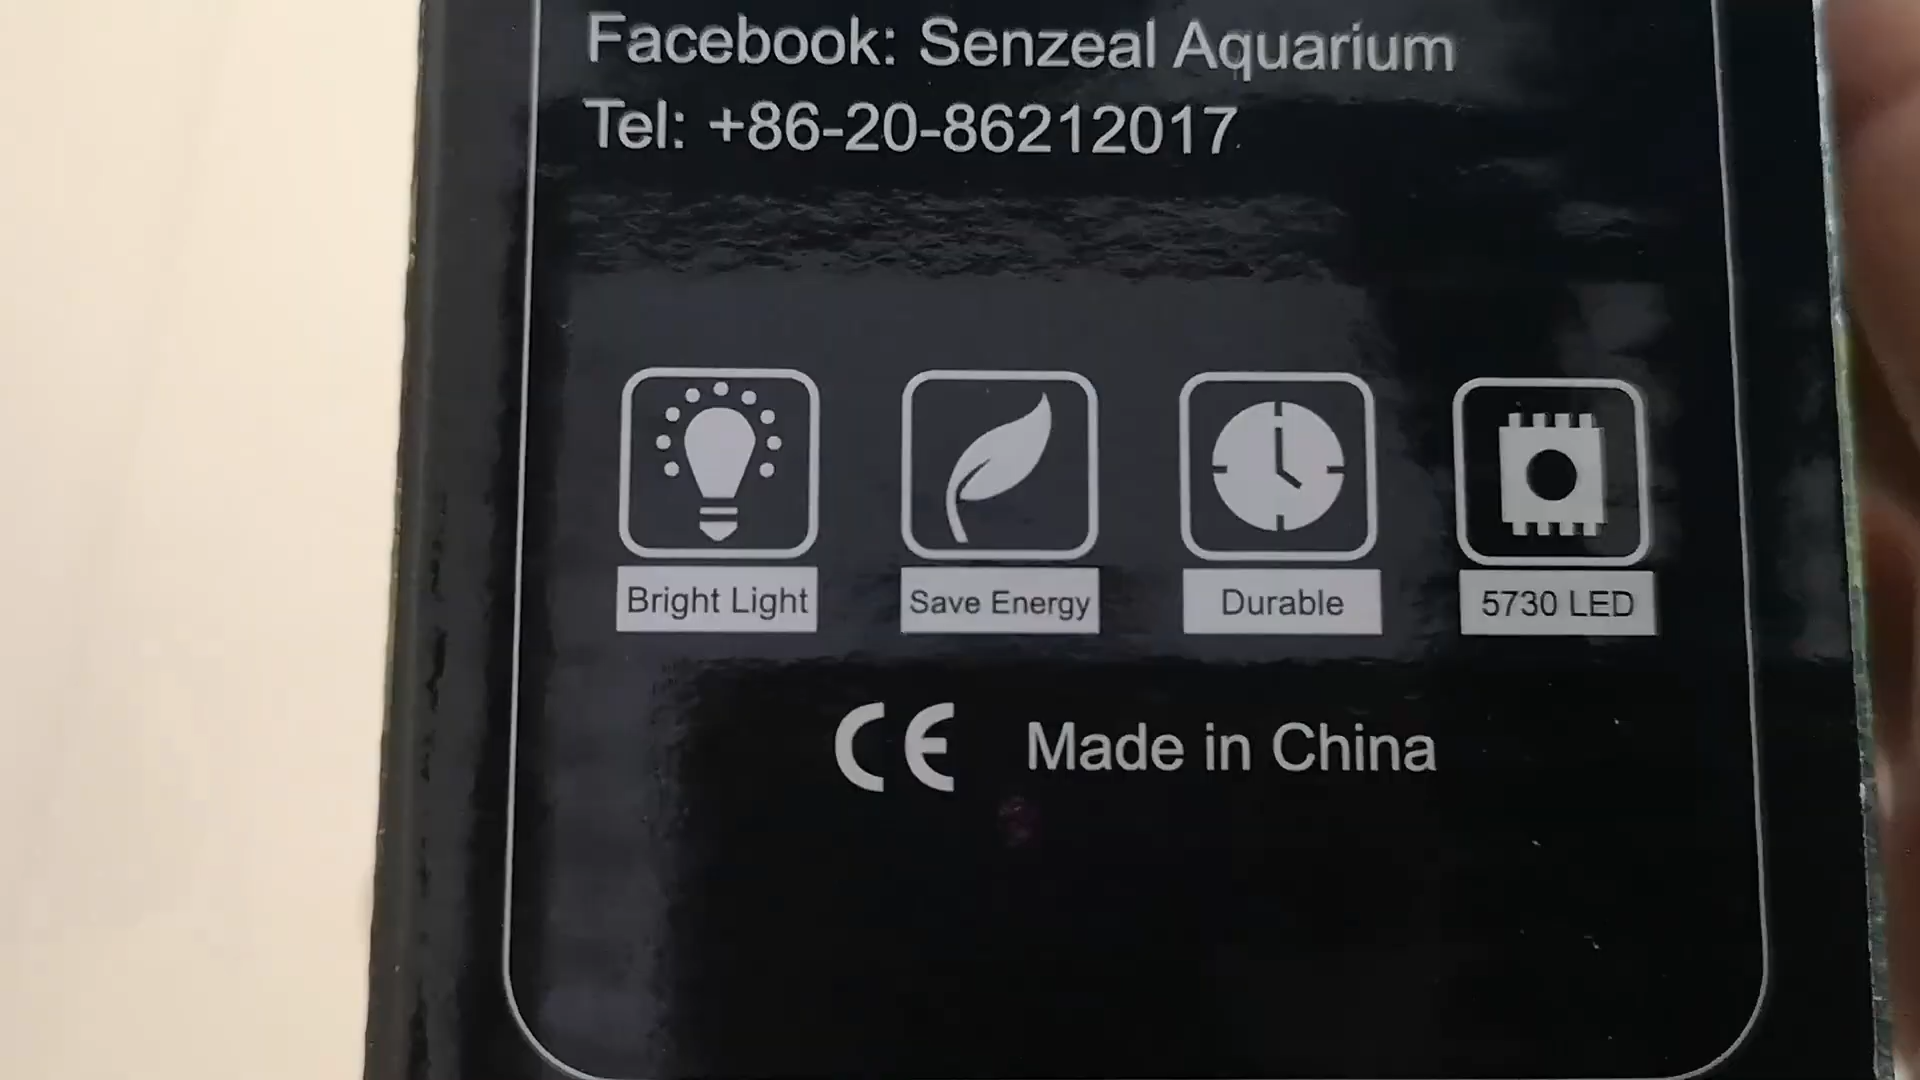 Facebook: Senzeal Aquarium
Tel: +86-20-86212017
Bright Light
Save Energy
Durable
5730 LED
CE Made in China